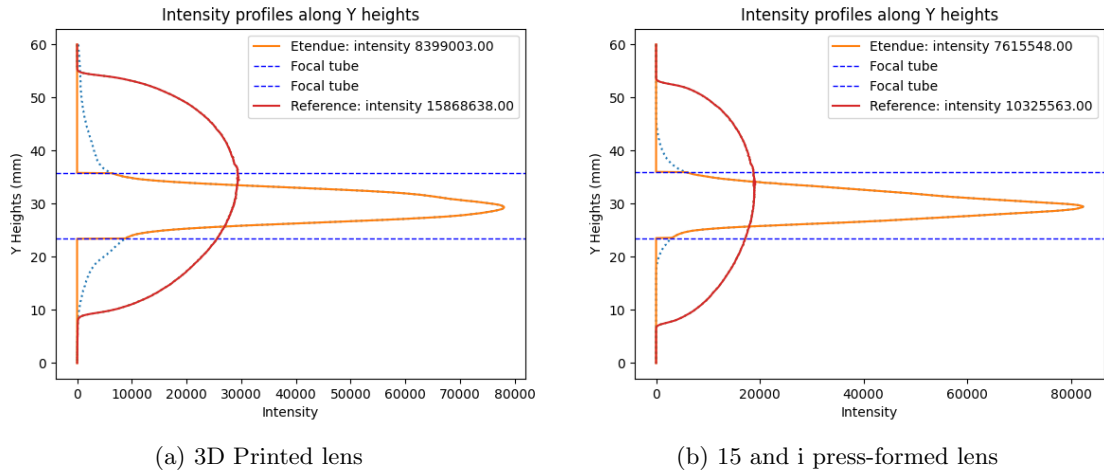 Intensity profiles along Y heights
Etendue: intensity 8399003.00
Focal tube
Focal tube
Reference: intensity 15868638.00
Y Heights (mm)
60
50
40
30
20
10
0
0 10000 20000 30000 40000 50000 60000 70000 80000
Intensity
(a) 3D Printed lens
Intensity profiles along Y heights
Etendue: intensity 7615548.00
Focal tube
Focal tube
Reference: intensity 10325563.00
Y Heights (mm)
60
50
40
30
20
10
0
0 20000 40000 60000 80000
Intensity
(b) 15 and i press-formed lens